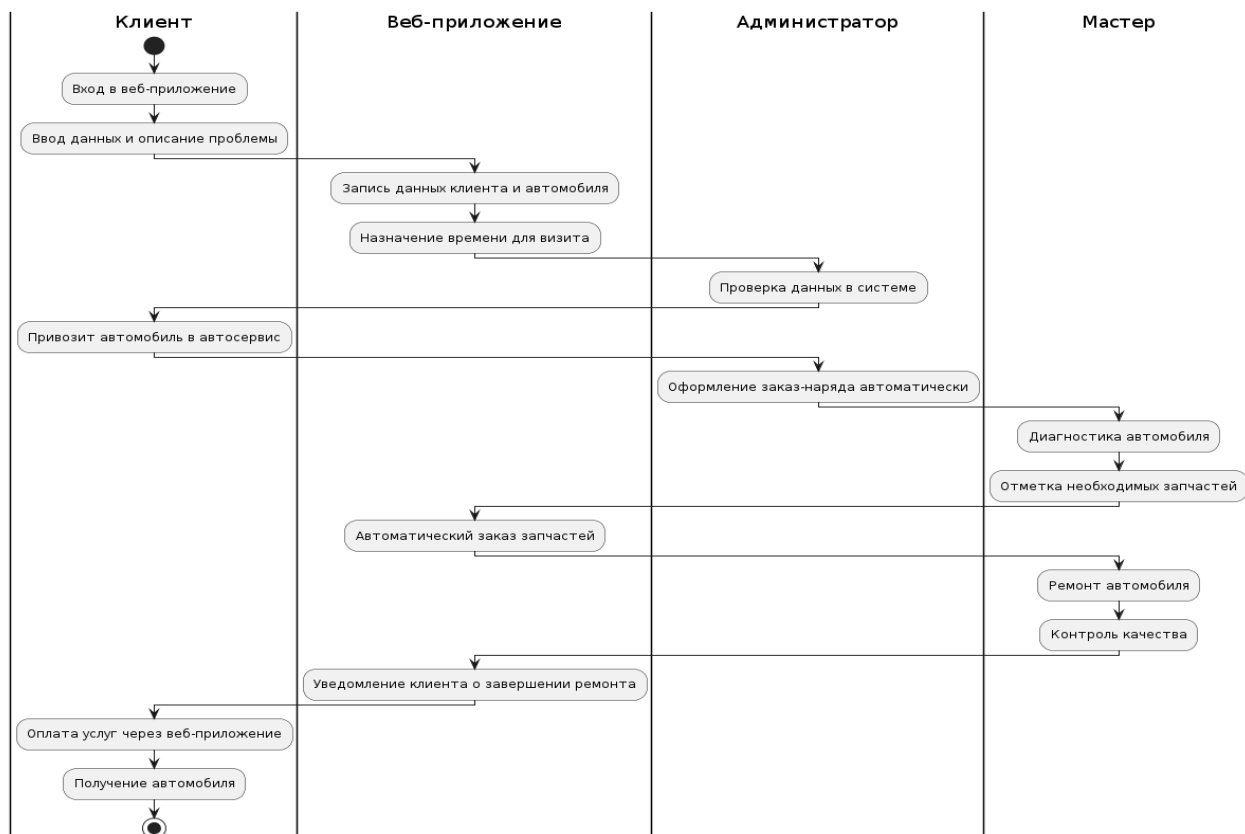 Клиент
Веб-приложение
Администратор
Мастер
Вход в веб-приложение
Ввод данных и описание проблемы
Запись данных клиента и автомобиля
Назначение времени для визита
Проверка данных в системе
Привозит автомобиль в автосервис
Оформление заказ-наряда автоматически
Диагностика автомобиля
Отметка необходимых запчастей
Автоматический заказ запчастей
Ремонт автомобиля
Контроль качества
Уведомление клиента о завершении ремонта
Оплата услуг через веб-приложение
Получение автомобиля